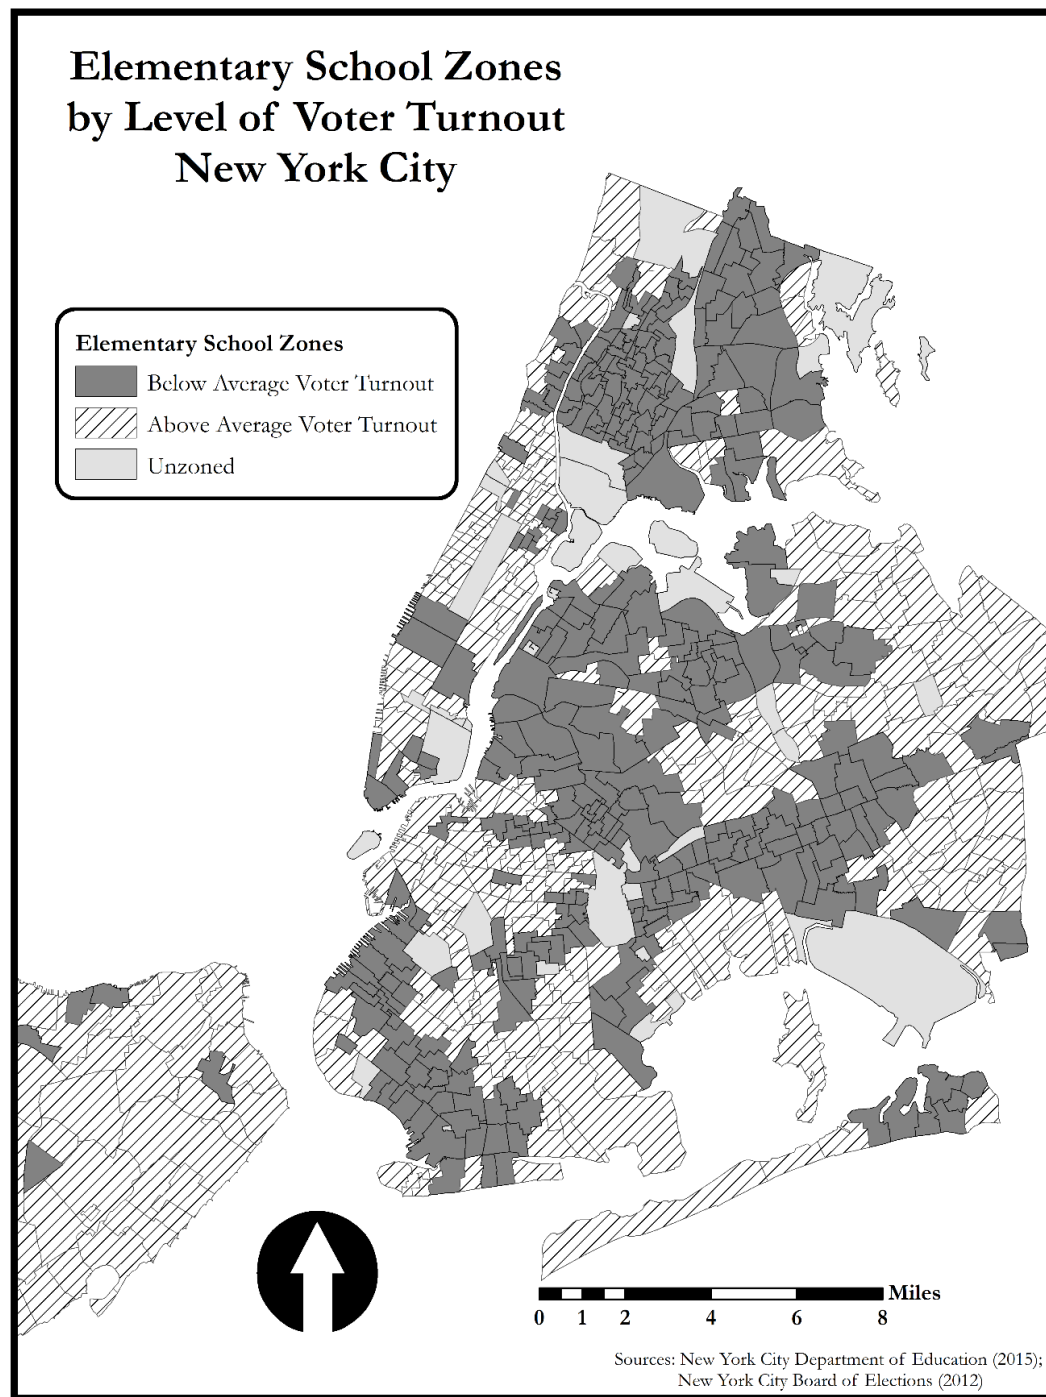 Elementary School Zones
by Level of Voter Turnout
New York City
Elementary School Zones
Below Average Voter Turnout
Above Average Voter Turnout
Unzoned
Miles
0 1 2 4 6 8
Sources: New York City Department of Education (2015);
New York City Board of Elections (2012)